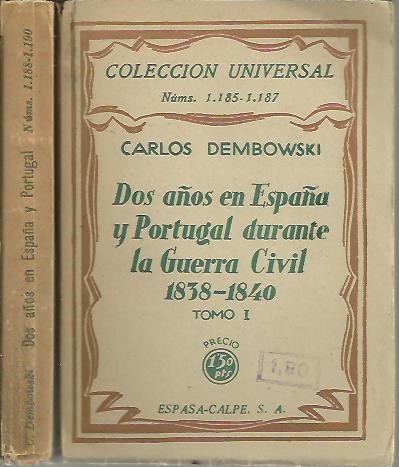 C. Dembowski Dos años en España y Portugal Núms. 1.188-1.190
COLECCION UNIVERSAL
Núms. 1.185-1.187
CARLOS DEMBOWSKI
Dos años en España
y Portugal durante
la Guerra Civil
1838-1840
TOMO I
PRECIO
1'50
pts
1,80
ESPASA-CALPE, S. A.